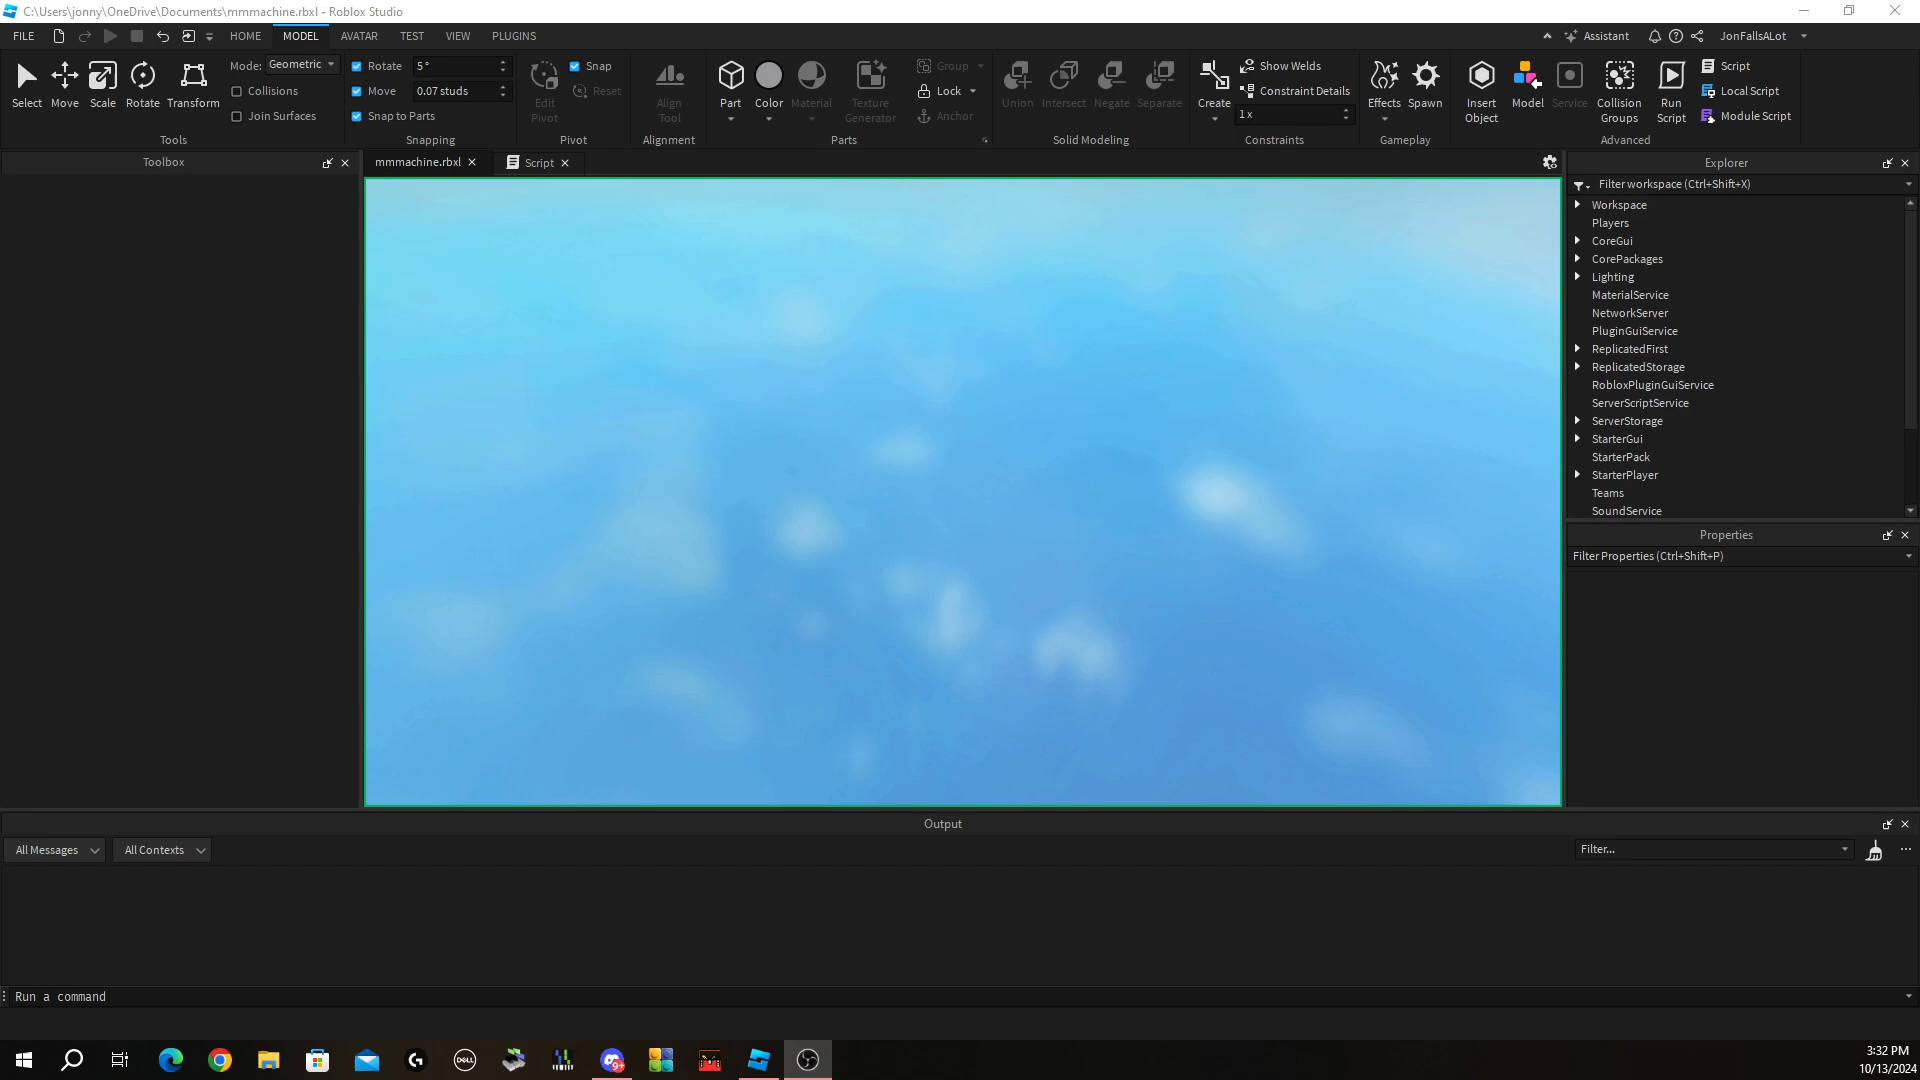 C:\Users\jonny\OneDrive\Documents\mmmachine.rbxl - Roblox Studio
FILE HOME MODEL AVATAR TEST VIEW PLUGINS Assistant JonFallsALot
Select Move Scale Rotate Transform
Mode: Geometric
Collisions
Join Surfaces
Tools
Rotate 5°
Move 0.07 studs
Snap to Parts
Snapping
Edit Pivot
Snap
Reset
Pivot
Align Tool
Alignment
Part Color Material Texture Generator
Group
Lock
Anchor
Parts
Union Intersect Negate Separate
Solid Modeling
Create
Show Welds
Constraint Details
1 x
Constraints
Effects Spawn
Gameplay
Insert Object
Model
Service
Collision Groups
Run Script
Script
Local Script
Module Script
Advanced
Toolbox
mmmachine.rbxl
Script
Explorer
Filter workspace (Ctrl+Shift+X)
Workspace
Players
CoreGui
CorePackages
Lighting
MaterialService
NetworkServer
PluginGuiService
ReplicatedFirst
ReplicatedStorage
RobloxPluginGuiService
ServerScriptService
ServerStorage
StarterGui
StarterPack
StarterPlayer
Teams
SoundService
Properties
Filter Properties (Ctrl+Shift+P)
Output
All Messages All Contexts Filter...
Run a command
DELL
9+
3:32 PM
10/13/2024